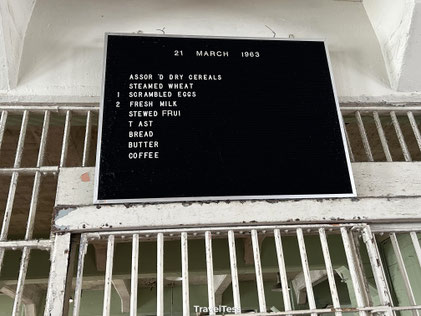 21 MARCH 1963
ASSOR 'D DRY CEREALS
STEAMED WHEAT
1 SCRAMBLED EGGS
2 FRESH MILK
STEWED FRUI
T AST
BREAD
BUTTER
COFFEE
TravelTest